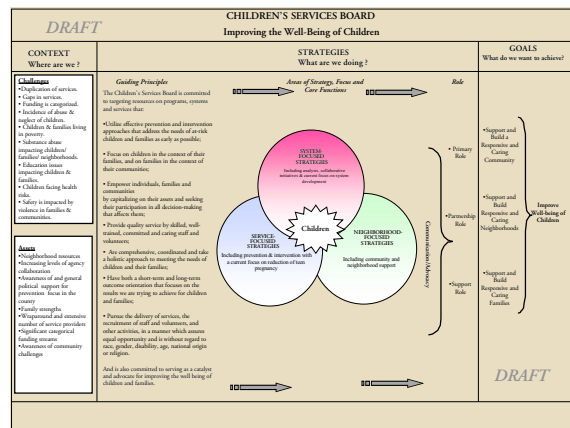 DRAFT
CHILDREN'S SERVICES BOARD
Improving the Well-Being of Children
CONTEXT
Where are we ?
STRATEGIES
What are we doing ?
GOALS
What do we want to achieve?
Challenges
•Duplication of services.
• Gaps in services.
• Funding is categorized.
• Incidence of abuse &
neglect of children.
• Children & families living
in poverty.
• Substance abuse
impacting children/
families/ neighborhoods.
• Education issues
impacting children &
families.
• Children facing health
risks.
• Safety is impacted by
violence in families &
communities.
Assets
•Neighborhood resources
•Increasing levels of agency
collaboration
•Awareness of and general
political support for
prevention focus in the
county
•Family strengths
•Wraparound and extensive
number of service providers
•Significant categorical
funding streams
•Awareness of community
challenges
Guiding Principles
The Children's Services Board is committed
to targeting resources on programs, systems
and services that:
•Utilize effective prevention and intervention
approaches that address the needs of at-risk
children and families as early as possible;
• Focus on children in the context of their
families, and on families in the context of
their communities;
• Empower individuals, families and
communities
by capitalizing on their assets and seeking
their participation in all decision-making
that affects them;
• Provide quality service by skilled, well-
trained, committed and caring staff and
volunteers;
• Are comprehensive, coordinated and take
a holistic approach to meeting the needs of
children and their families;
• Have both a short-term and long-term
outcome orientation that focuses on the
results we are trying to achieve for children
and families;
• Pursue the delivery of services, the
recruitment of staff and volunteers, and
other activities, in a manner which assures
equal opportunity and is without regard to
race, gender, disability, age, national origin
or religion.
And is also committed to serving as a catalyst
and advocate for improving the well being of
children and families.
Areas of Strategy, Focus and
Core Functions
SYSTEM-
FOCUSED
STRATEGIES
Including analysis, collaborative
initiatives & current focus on system
development
Children
SERVICE-
FOCUSED
STRATEGIES
Including prevention & intervention with
a current focus on reduction of teen
pregnancy
NEIGHBORHOOD-
FOCUSED
STRATEGIES
Including community and
neighborhood support
Communication/Advocacy
Role
• Primary
Role
•Partnership
Role
•Support
Role
•Support and
Build a
Responsive and
Caring
Community
•Support and
Build
Responsive and
Caring
Neighborhoods
•Support and
Build
Responsive and
Caring
Families
Improve
Well-being of
Children
DRAFT